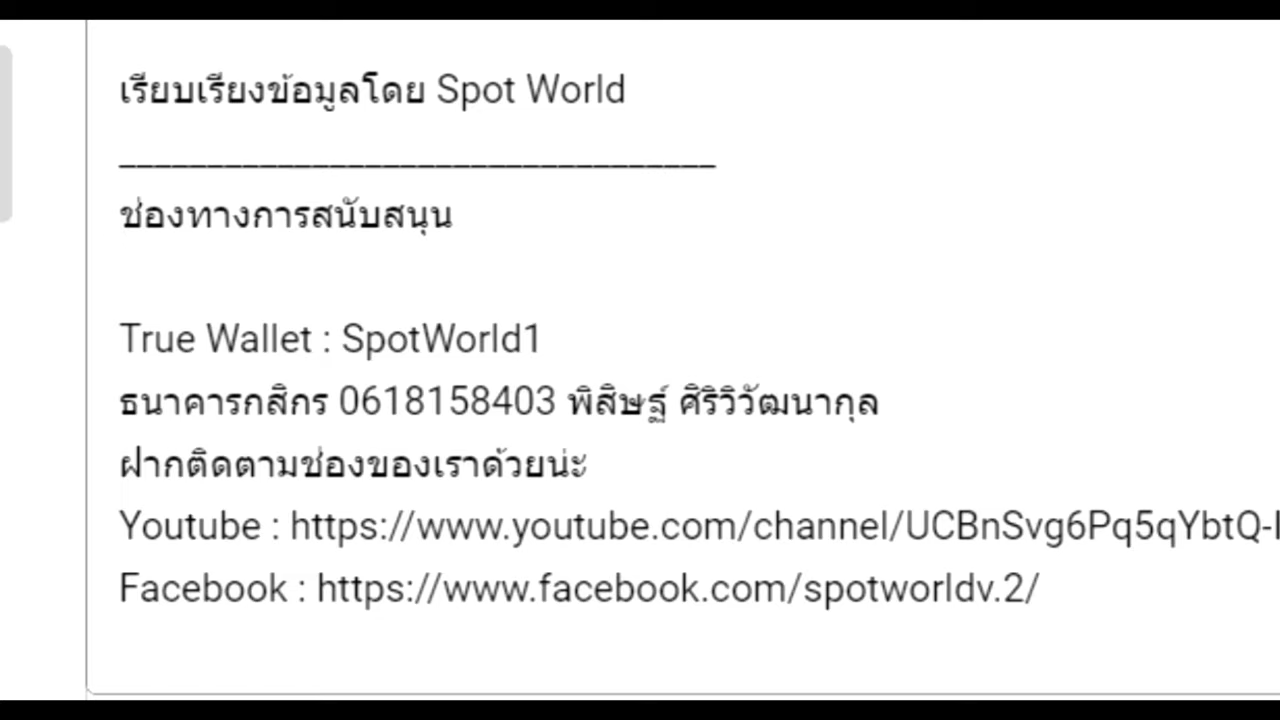 เรียบเรียงข้อมูลโดย Spot World
__________________________________
ช่องทางการสนับสนุน
True Wallet : SpotWorld1
ธนาคารกสิกร 0618158403 พิสิษฐ์ ศิริวิวัฒนากุล
ฝากติดตามช่องของเราด้วยน่ะ
Youtube : https://www.youtube.com/channel/UCBnSvg6Pq5qYbtQ-
Facebook : https://www.facebook.com/spotworldv.2/